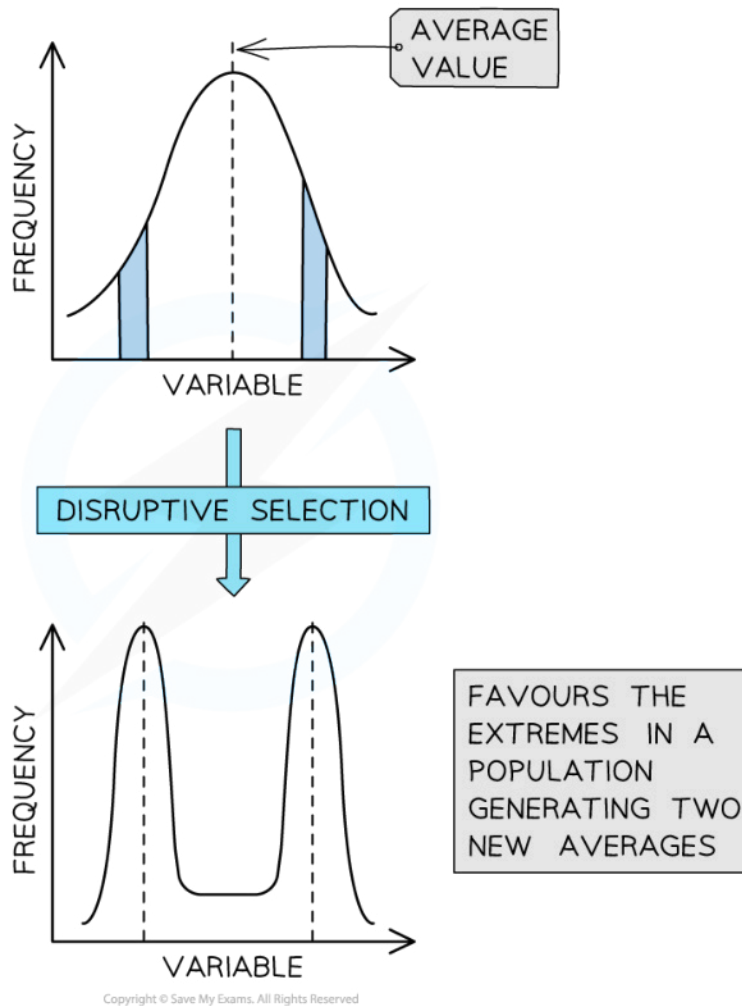 AVERAGE
VALUE
FREQUENCY
VARIABLE
DISRUPTIVE SELECTION
FREQUENCY
VARIABLE
FAVOURS THE
EXTREMES IN A
POPULATION
GENERATING TWO
NEW AVERAGES
Copyright © Save My Exams. All Rights Reserved